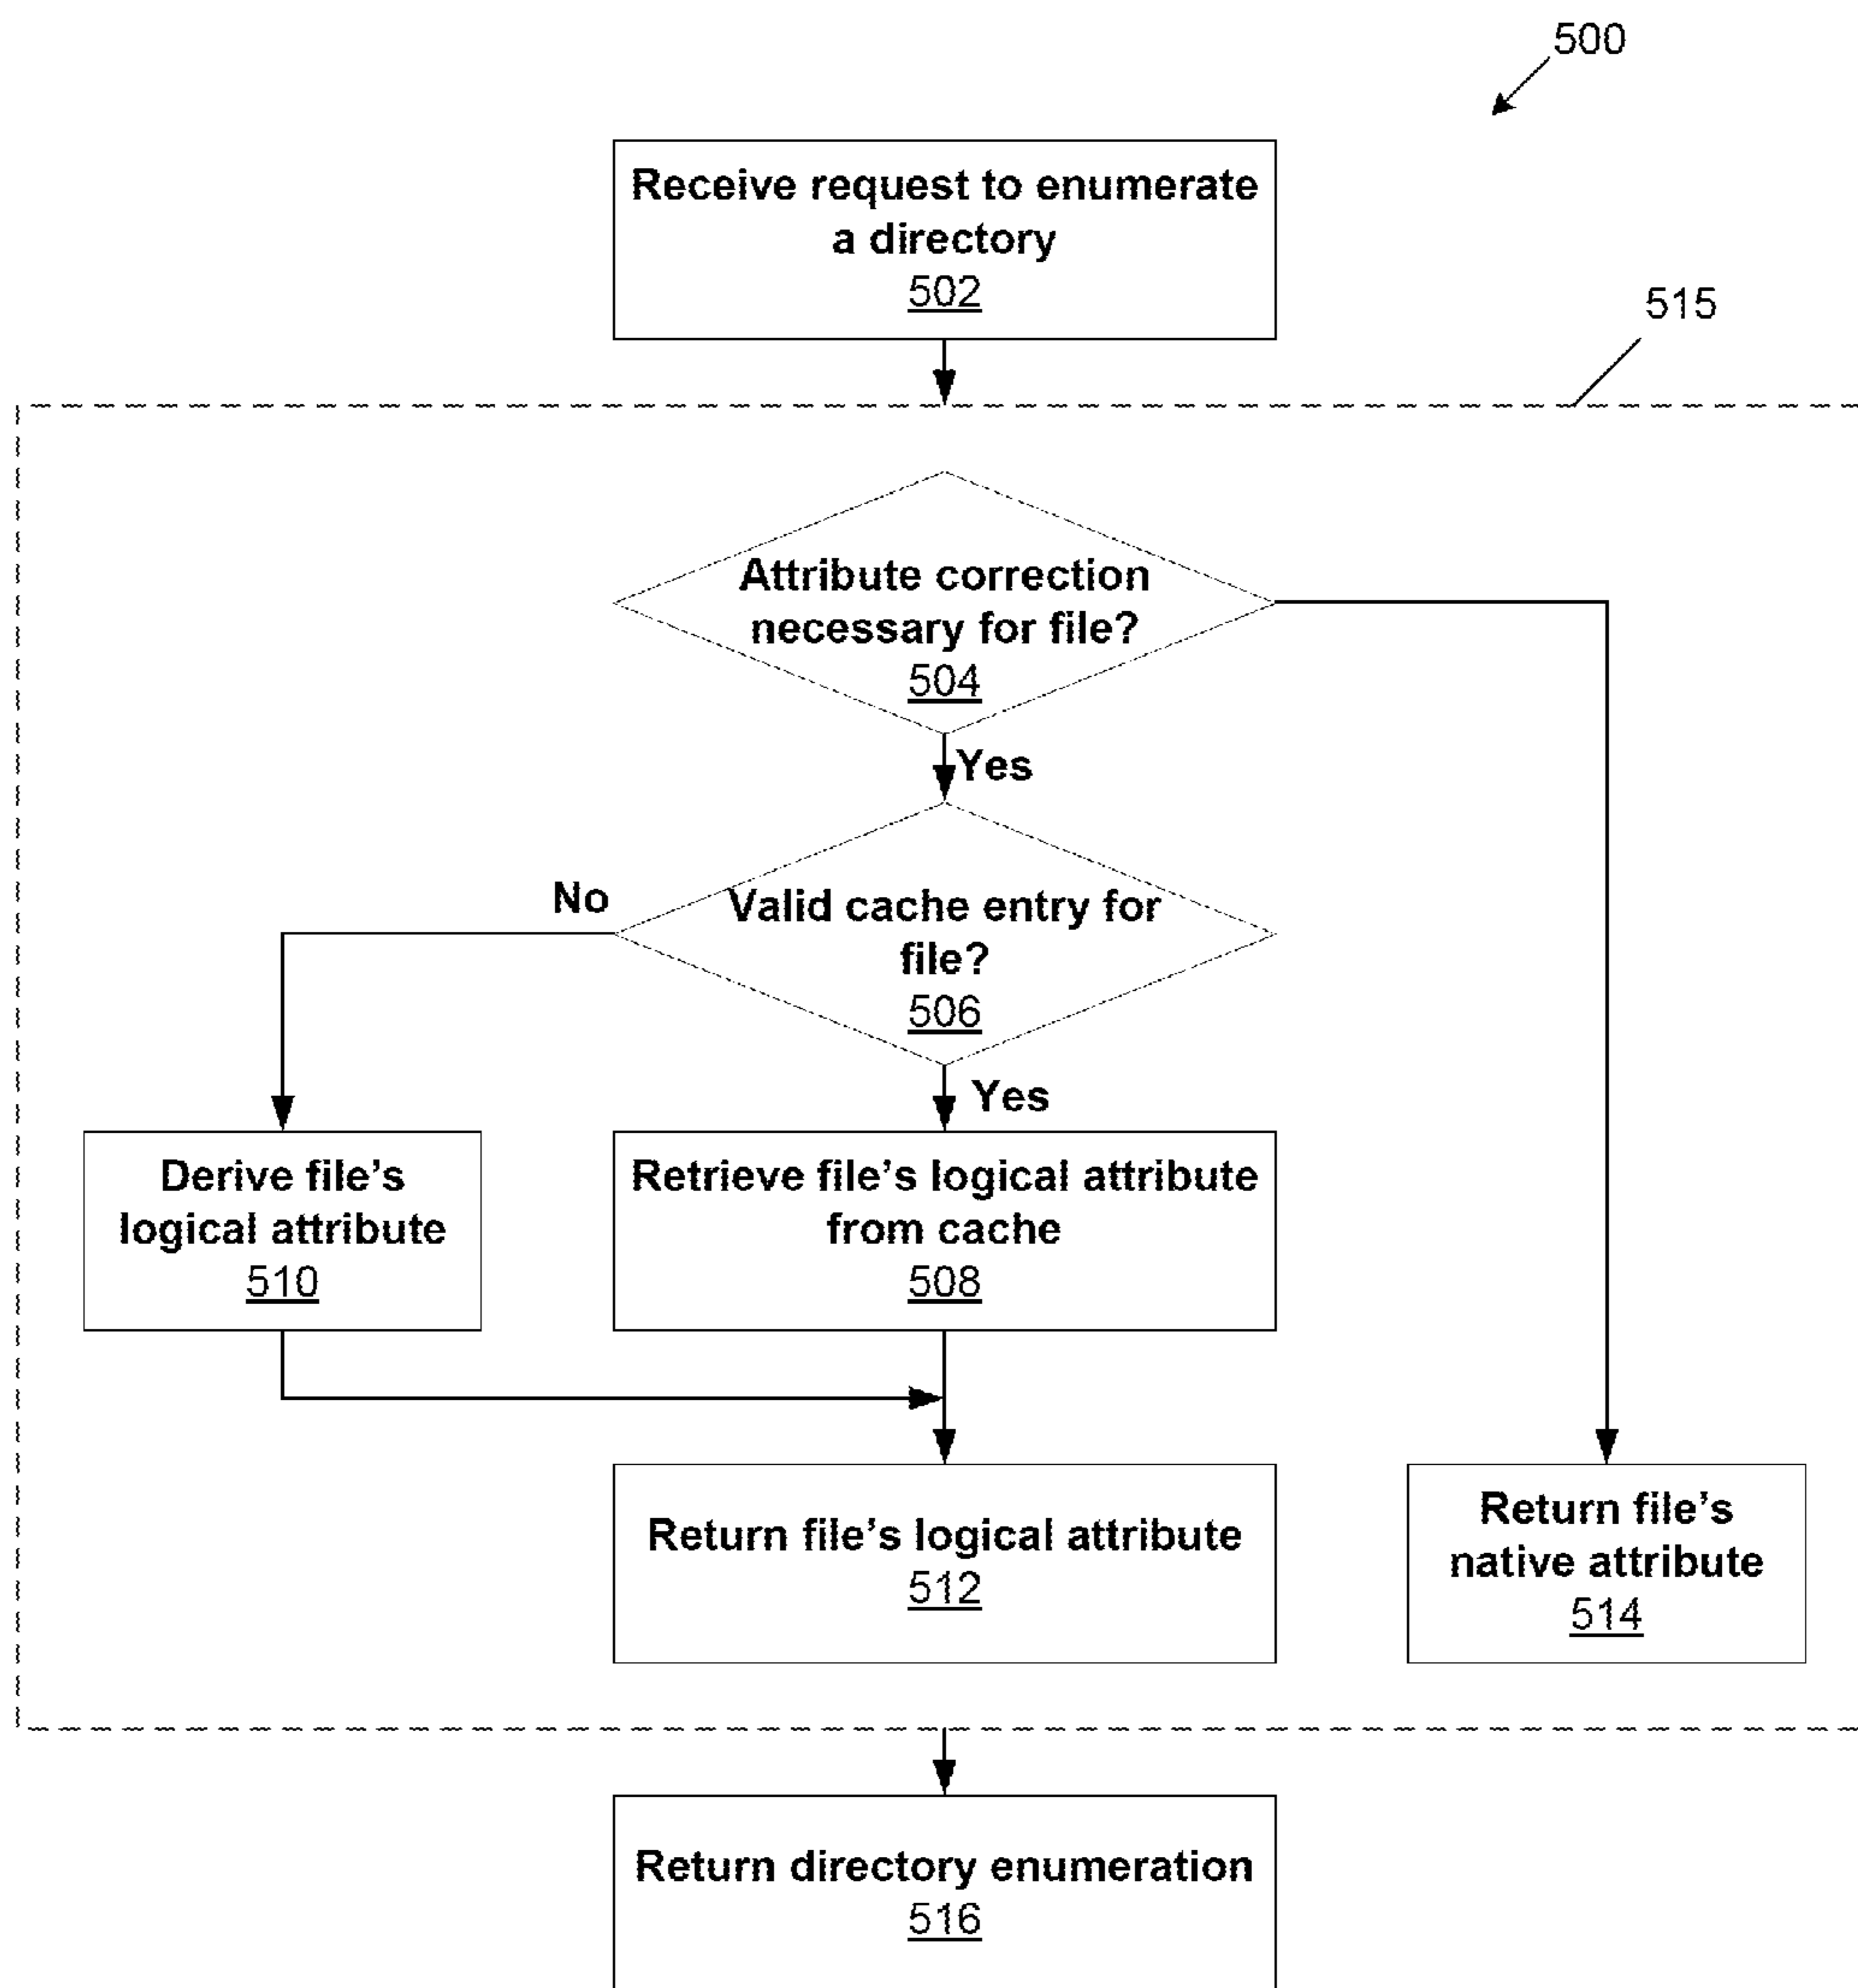 500
Receive request to enumerate
a directory
502
515
Attribute correction
necessary for file?
504
Yes
No
Valid cache entry for
file?
506
Yes
Derive file's
logical attribute
510
Retrieve file's logical attribute
from cache
508
Return file's logical attribute
512
Return file's
native attribute
514
Return directory enumeration
516